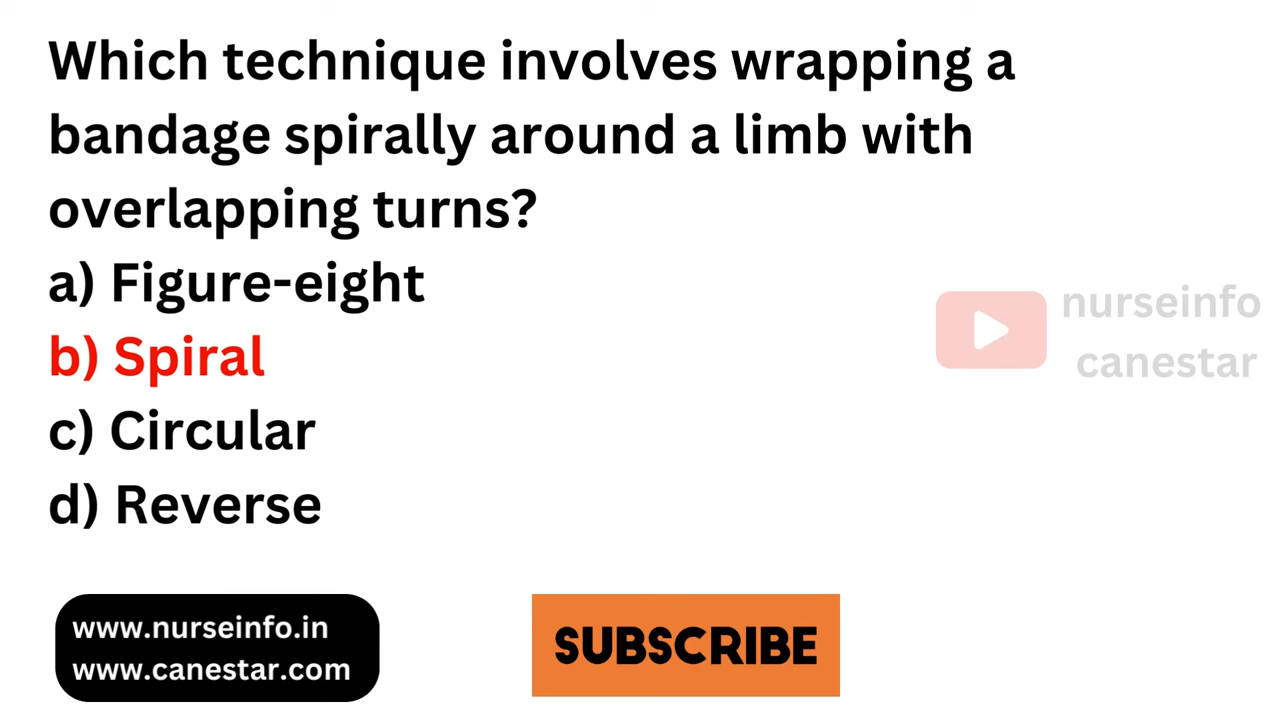 Which technique involves wrapping a
bandage spirally around a limb with
overlapping turns?
a) Figure-eight
b) Spiral
c) Circular
d) Reverse
nurseinfo
canestar
www.nurseinfo.in
www.canestar.com
SUBSCRIBE